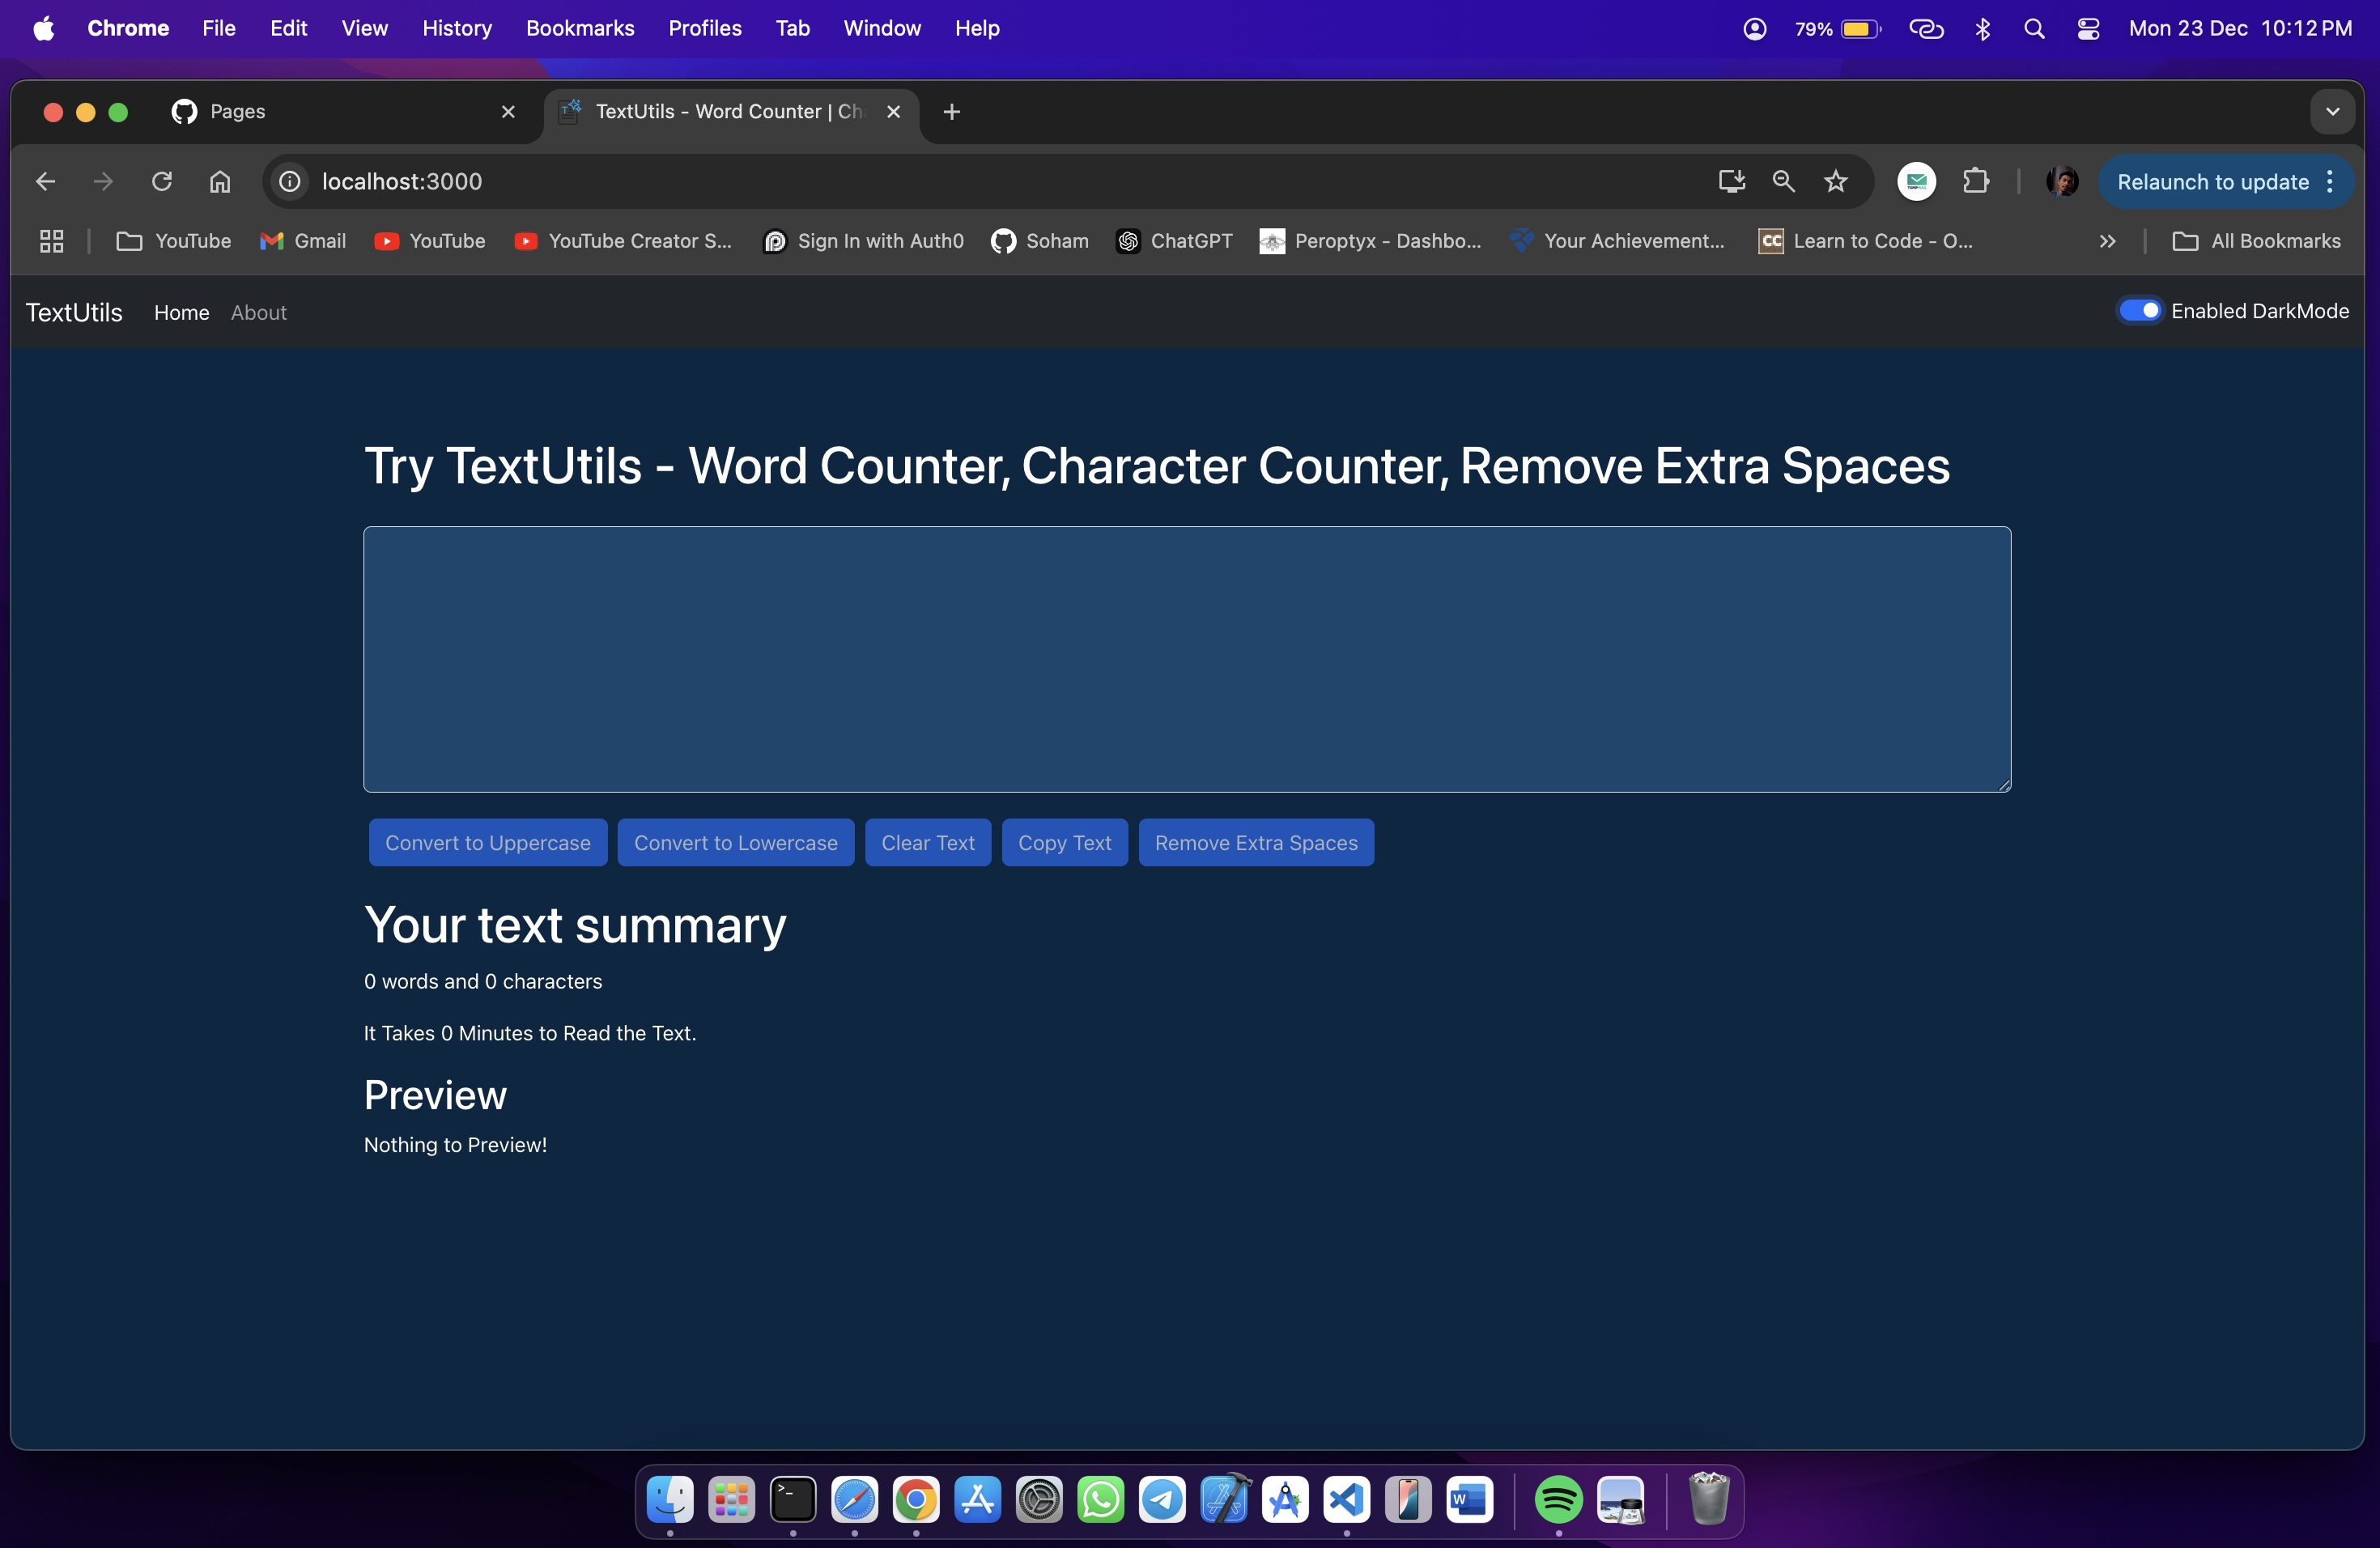 Chrome File Edit View History Bookmarks Profiles Tab Window Help 79% Mon 23 Dec 10:12 PM
Pages TextUtils - Word Counter | Ch
localhost:3000 Relaunch to update
YouTube Gmail YouTube YouTube Creator S... Sign In with Auth0 Soham ChatGPT Peroptyx - Dashbo... Your Achievement... CC Learn to Code - O... All Bookmarks
TextUtils Home About Enabled DarkMode
Try TextUtils - Word Counter, Character Counter, Remove Extra Spaces
Convert to Uppercase Convert to Lowercase Clear Text Copy Text Remove Extra Spaces
Your text summary
0 words and 0 characters
It Takes 0 Minutes to Read the Text.
Preview
Nothing to Preview!